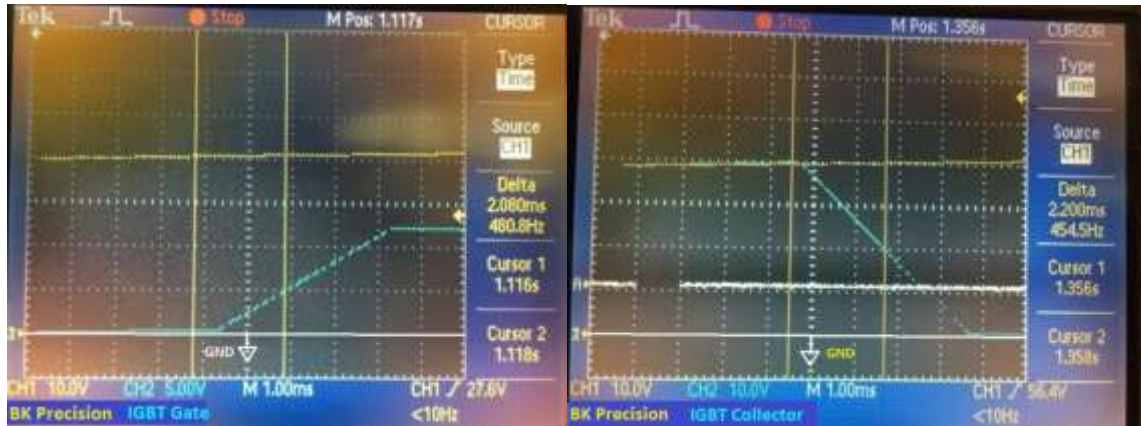 Tek Stop M Pos: 1.117s CURSOR
Type
Time
Source
CH1
Delta
2.080ms
480.8Hz
Cursor 1
1.116s
Cursor 2
1.118s
GND
CH1 10.0V CH2 5.00V M 1.00ms CH1 27.6V
<10Hz
BK Precision IGBT Gate
Tek Stop M Pos: 1.356s CURSOR
Type
Time
Source
CH1
Delta
2.200ms
454.5Hz
Cursor 1
1.356s
Cursor 2
1.358s
GND
CH1 10.0V CH2 10.0V M 1.00ms CH1 56.4V
<10Hz
BK Precision IGBT Collector